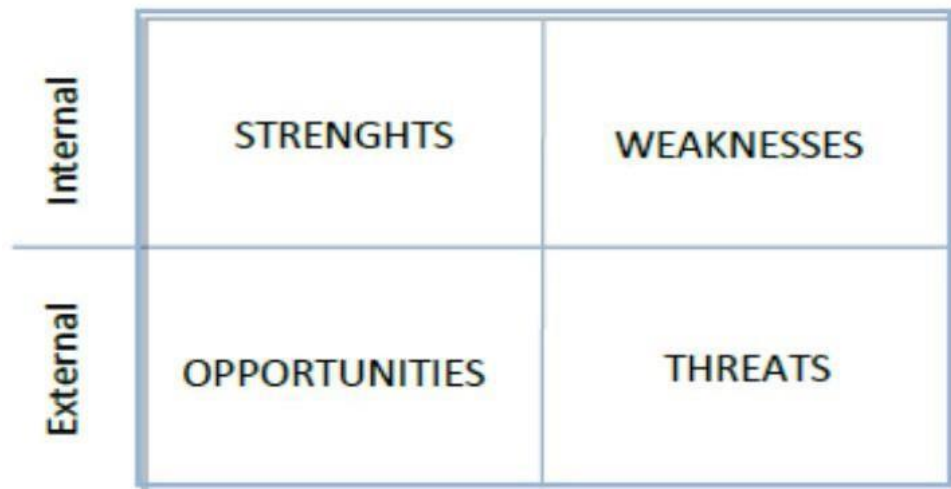 Internal
STRENGHTS
WEAKNESSES
External
OPPORTUNITIES
THREATS